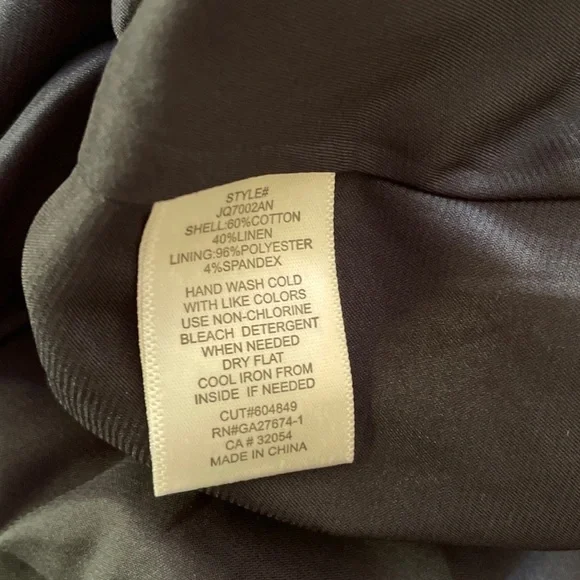 STYLE#
JQ7002AN
SHELL:60%COTTON
40%LINEN
LINING:96%POLYESTER
4%SPANDEX
HAND WASH COLD
WITH LIKE COLORS
USE NON-CHLORINE
BLEACH DETERGENT
WHEN NEEDED
DRY FLAT
COOL IRON FROM
INSIDE IF NEEDED
CUT#604849
RN#GA27674-1
CA # 32054
MADE IN CHINA